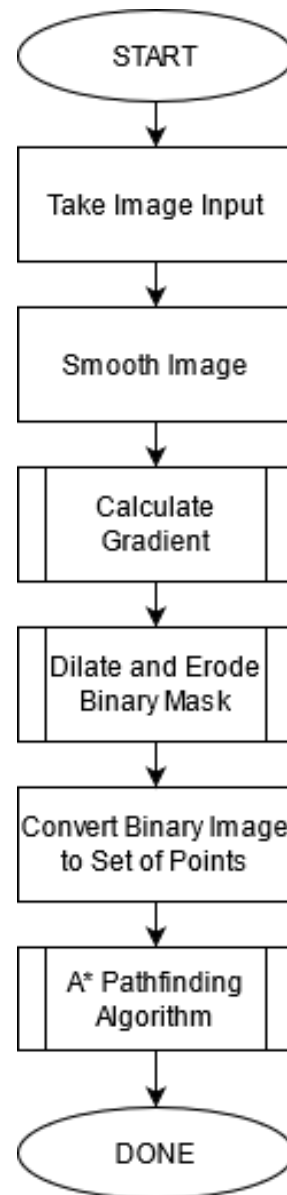 START
Take Image Input
Smooth Image
Calculate
Gradient
Dilate and Erode
Binary Mask
Convert Binary Image
to Set of Points
A* Pathfinding
Algorithm
DONE